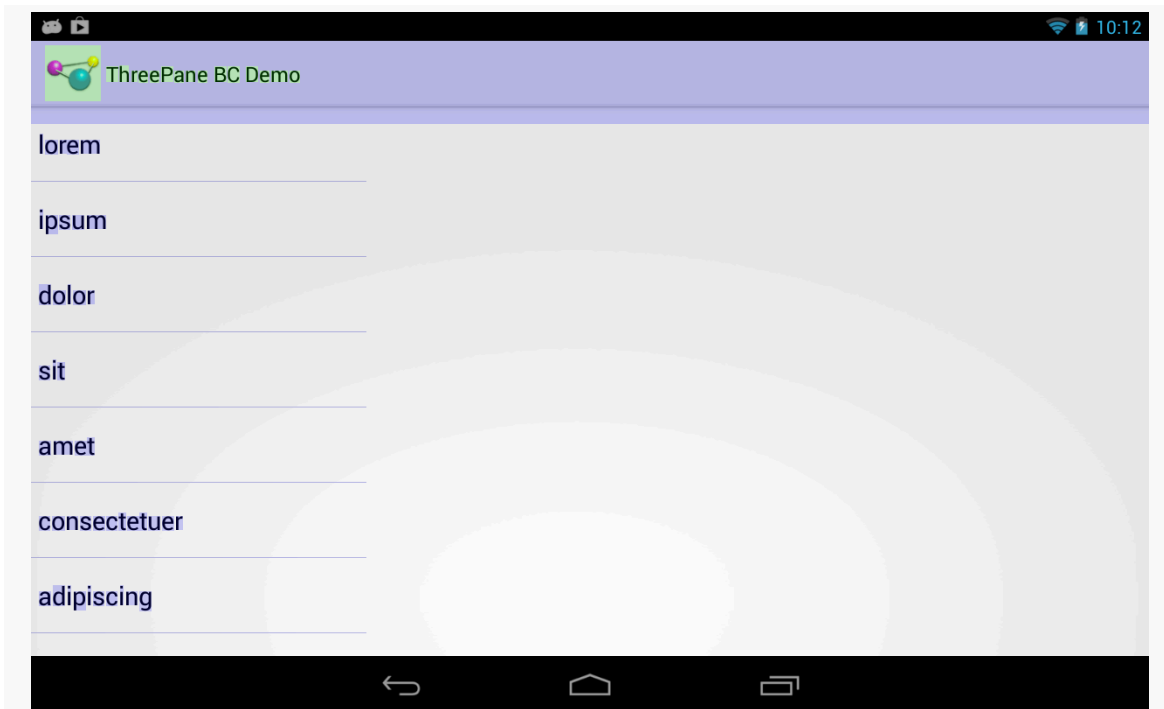 10:12
ThreePane BC Demo
lorem
ipsum
dolor
sit
amet
consectetuer
adipiscing